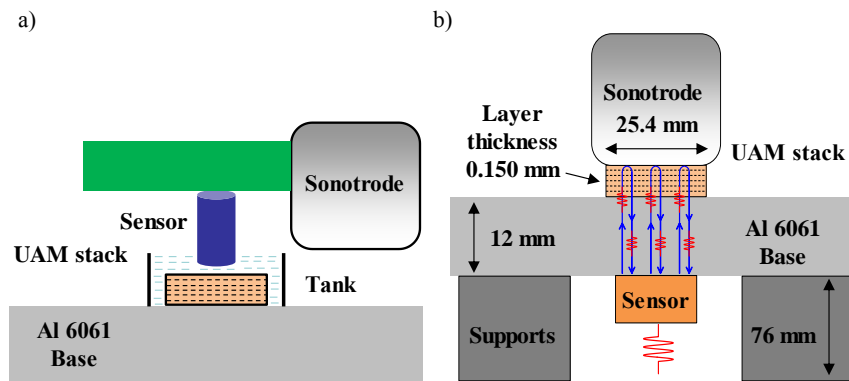 a)
Sensor
Sonotrode
UAM stack
Tank
Al 6061
Base
b)
Sonotrode
25.4 mm
Layer
thickness
0.150 mm
UAM stack
12 mm
Al 6061
Base
Sensor
Supports
76 mm